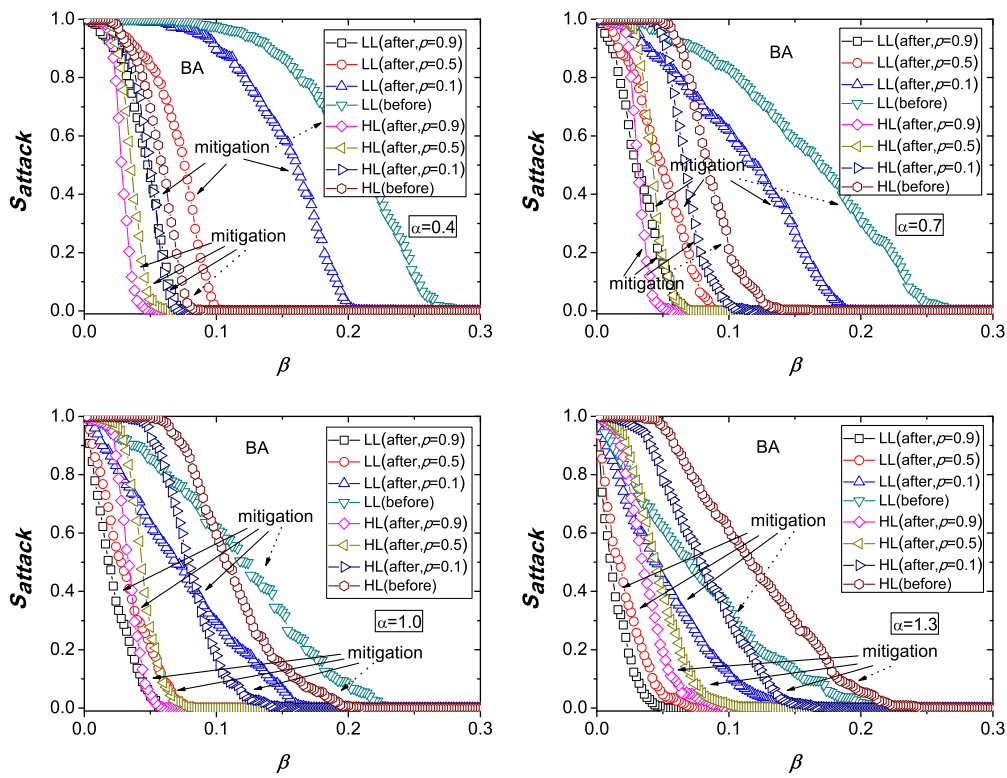 1.0
0.8
0.6
0.4
0.2
0.0
0.0
0.1
0.2
0.3
S_attack
β
BA
LL(after,p=0.9)
LL(after,p=0.5)
LL(after,p=0.1)
LL(before)
HL(after,p=0.9)
HL(after,p=0.5)
HL(after,p=0.1)
HL(before)
mitigation
mitigation
α=0.4
1.0
0.8
0.6
0.4
0.2
0.0
0.0
0.1
0.2
0.3
S_attack
β
BA
LL(after,p=0.9)
LL(after,p=0.5)
LL(after,p=0.1)
LL(before)
HL(after,p=0.9)
HL(after,p=0.5)
HL(after,p=0.1)
HL(before)
mitigation
mitigation
α=0.7
1.0
0.8
0.6
0.4
0.2
0.0
0.0
0.1
0.2
0.3
S_attack
β
BA
LL(after,p=0.9)
LL(after,p=0.5)
LL(after,p=0.1)
LL(before)
HL(after,p=0.9)
HL(after,p=0.5)
HL(after,p=0.1)
HL(before)
mitigation
mitigation
α=1.0
1.0
0.8
0.6
0.4
0.2
0.0
0.0
0.1
0.2
0.3
S_attack
β
BA
LL(after,p=0.9)
LL(after,p=0.5)
LL(after,p=0.1)
LL(before)
HL(after,p=0.9)
HL(after,p=0.5)
HL(after,p=0.1)
HL(before)
mitigation
mitigation
α=1.3